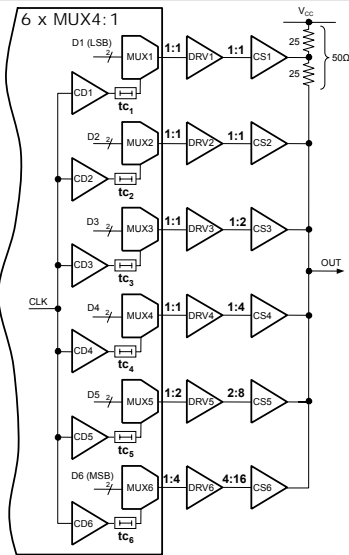 6 x MUX4:1
V_CC
D1 (LSB) 2 MUX1 1:1 DRV1 1:1 CS1
25
25
50Ω
CD1
tc₁
D2 2 MUX2 1:1 DRV2 1:1 CS2
CD2
tc₂
D3 2 MUX3 1:1 DRV3 1:2 CS3
CD3
tc₃
OUT
CLK
D4 2 MUX4 1:1 DRV4 1:4 CS4
CD4
tc₄
D5 2 MUX5 1:2 DRV5 2:8 CS5
CD5
tc₅
D6 (MSB) 2 MUX6 1:4 DRV6 4:16 CS6
CD6
tc₆